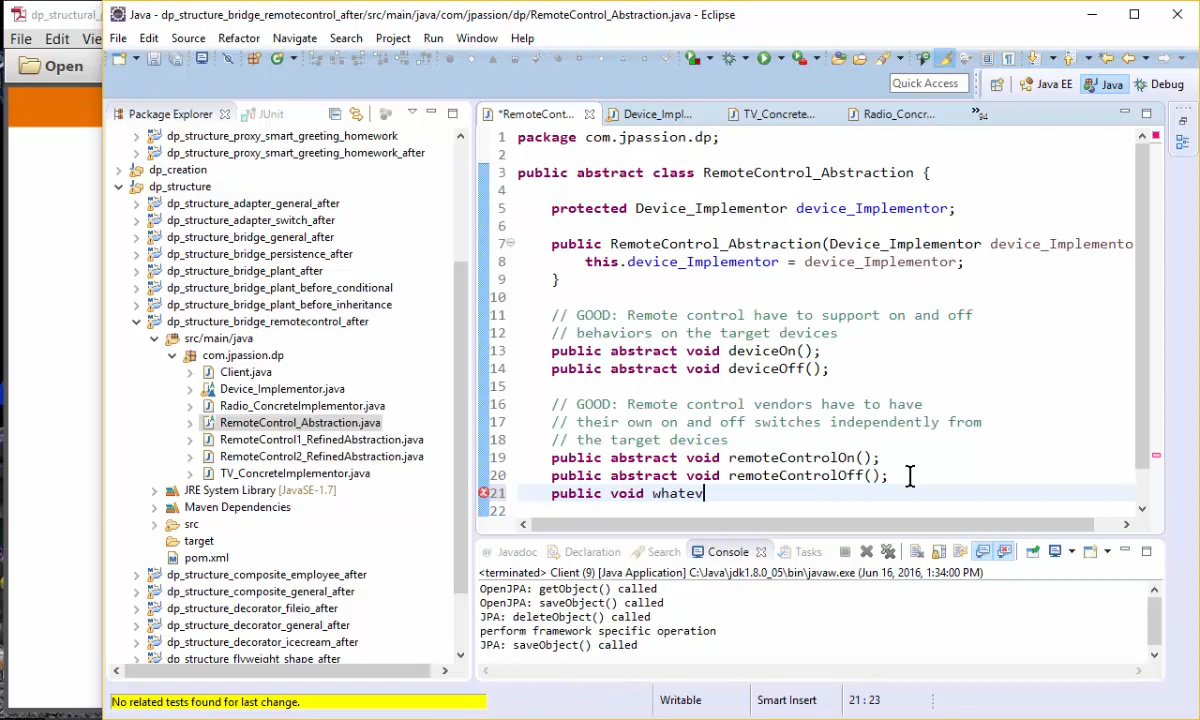 dp_structural_
File Edit Vie
Open
Java - dp_structure_bridge_remotecontrol_after/src/main/java/com/jpassion/dp/RemoteControl_Abstraction.java - Eclipse
File Edit Source Refactor Navigate Search Project Run Window Help
Quick Access
Java EE Java Debug
Package Explorer JUnit
dp_structure_proxy_smart_greeting_homework
dp_structure_proxy_smart_greeting_homework_after
dp_creation
dp_structure
dp_structure_adapter_general_after
dp_structure_adapter_switch_after
dp_structure_bridge_general_after
dp_structure_bridge_persistence_after
dp_structure_bridge_plant_after
dp_structure_bridge_plant_before_conditional
dp_structure_bridge_plant_before_inheritance
dp_structure_bridge_remotecontrol_after
src/main/java
com.jpassion.dp
Client.java
Device_Implementor.java
Radio_ConcreteImplementor.java
RemoteControl_Abstraction.java
RemoteControl1_RefinedAbstraction.java
RemoteControl2_RefinedAbstraction.java
TV_ConcreteImplementor.java
JRE System Library [JavaSE-1.7]
Maven Dependencies
src
target
pom.xml
dp_structure_composite_employee_after
dp_structure_composite_general_after
dp_structure_decorator_fileio_after
dp_structure_decorator_general_after
dp_structure_decorator_icecream_after
dp_structure_flyweight_shape_after
*RemoteCont... Device_Impl... TV_Concrete... Radio_Concr... »24
1 package com.jpassion.dp;
2
3 public abstract class RemoteControl_Abstraction {
4
5 protected Device_Implementor device_Implementor;
6
7 public RemoteControl_Abstraction(Device_Implementor device_Implemento
8 this.device_Implementor = device_Implementor;
9 }
10
11 // GOOD: Remote control have to support on and off
12 // behaviors on the target devices
13 public abstract void deviceOn();
14 public abstract void deviceOff();
15
16 // GOOD: Remote control vendors have to have
17 // their own on and off switches independently from
18 // the target devices
19 public abstract void remoteControlOn();
20 public abstract void remoteControlOff();
21 public void whatev
22
@ Javadoc Declaration Search Console Tasks
<terminated> Client (9) [Java Application] C:\Java\jdk1.8.0_05\bin\javaw.exe (Jun 16, 2016, 1:34:00 PM)
OpenJPA: getObject() called
OpenJPA: saveObject() called
JPA: deleteObject() called
perform framework specific operation
JPA: saveObject() called
No related tests found for last change.
Writable Smart Insert 21 : 23